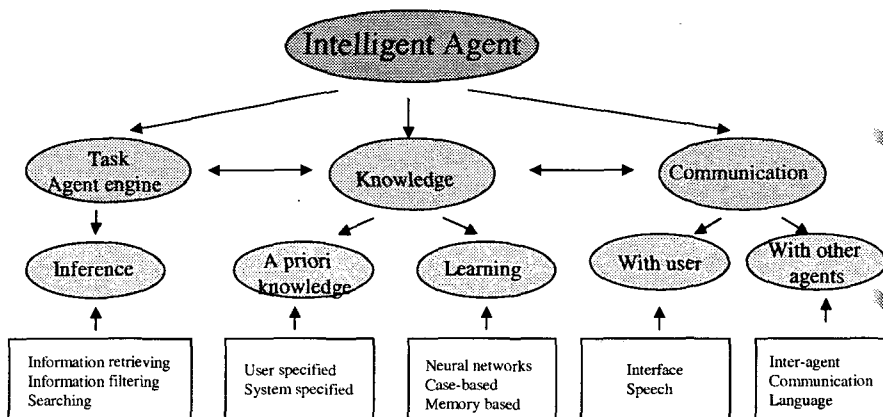 Intelligent Agent
Task
Agent engine
Knowledge
Communication
Inference
A priori
knowledge
Learning
With user
With other
agents
Information retrieving
Information filtering
Searching
User specified
System specified
Neural networks
Case-based
Memory based
Interface
Speech
Inter-agent
Communication
Language